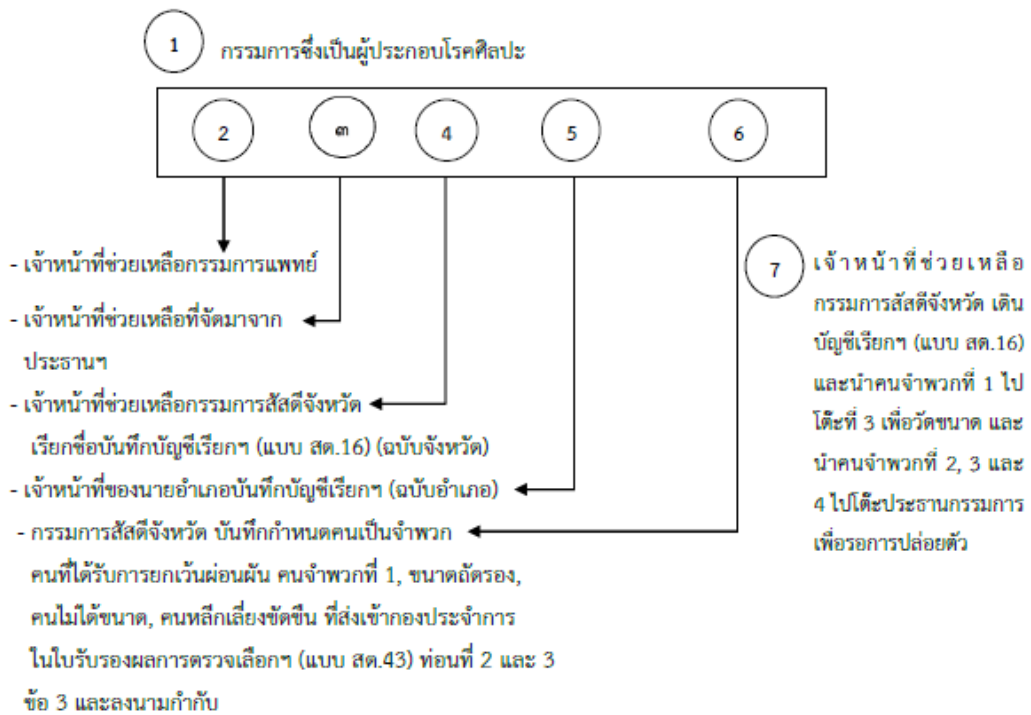 1 กรรมการซึ่งเป็นผู้ประกอบโรคศิลปะ
2 ๓ 4 5 6
- เจ้าหน้าที่ช่วยเหลือกรรมการแพทย์
- เจ้าหน้าที่ช่วยเหลือที่จัดมาจาก
ประธานฯ
- เจ้าหน้าที่ช่วยเหลือกรรมการสัสดีจังหวัด
เรียกชื่อบันทึกบัญชีเรียกฯ (แบบ สด.16) (ฉบับจังหวัด)
- เจ้าหน้าที่ของนายอำเภอบันทึกบัญชีเรียกฯ (ฉบับอำเภอ)
- กรรมการสัสดีจังหวัด บันทึกกำหนดคนเป็นจำพวก
คนที่ได้รับการยกเว้นผ่อนผัน คนจำพวกที่ 1, ขนาดถัดรอง,
คนไม่ได้ขนาด, คนหลีกเลี่ยงขัดขืน ที่ส่งเข้ากองประจำการ
ในใบรับรองผลการตรวจเลือกฯ (แบบ สด.43) ท่อนที่ 2 และ 3
ข้อ 3 และลงนามกำกับ
7 เจ้าหน้าที่ช่วยเหลือ
กรรมการสัสดีจังหวัด เดิน
บัญชีเรียกฯ (แบบ สด.16)
และนำคนจำพวกที่ 1 ไป
โต๊ะที่ 3 เพื่อวัดขนาด และ
นำคนจำพวกที่ 2, 3 และ
4 ไปโต๊ะประธานกรรมการ
เพื่อรอการปล่อยตัว